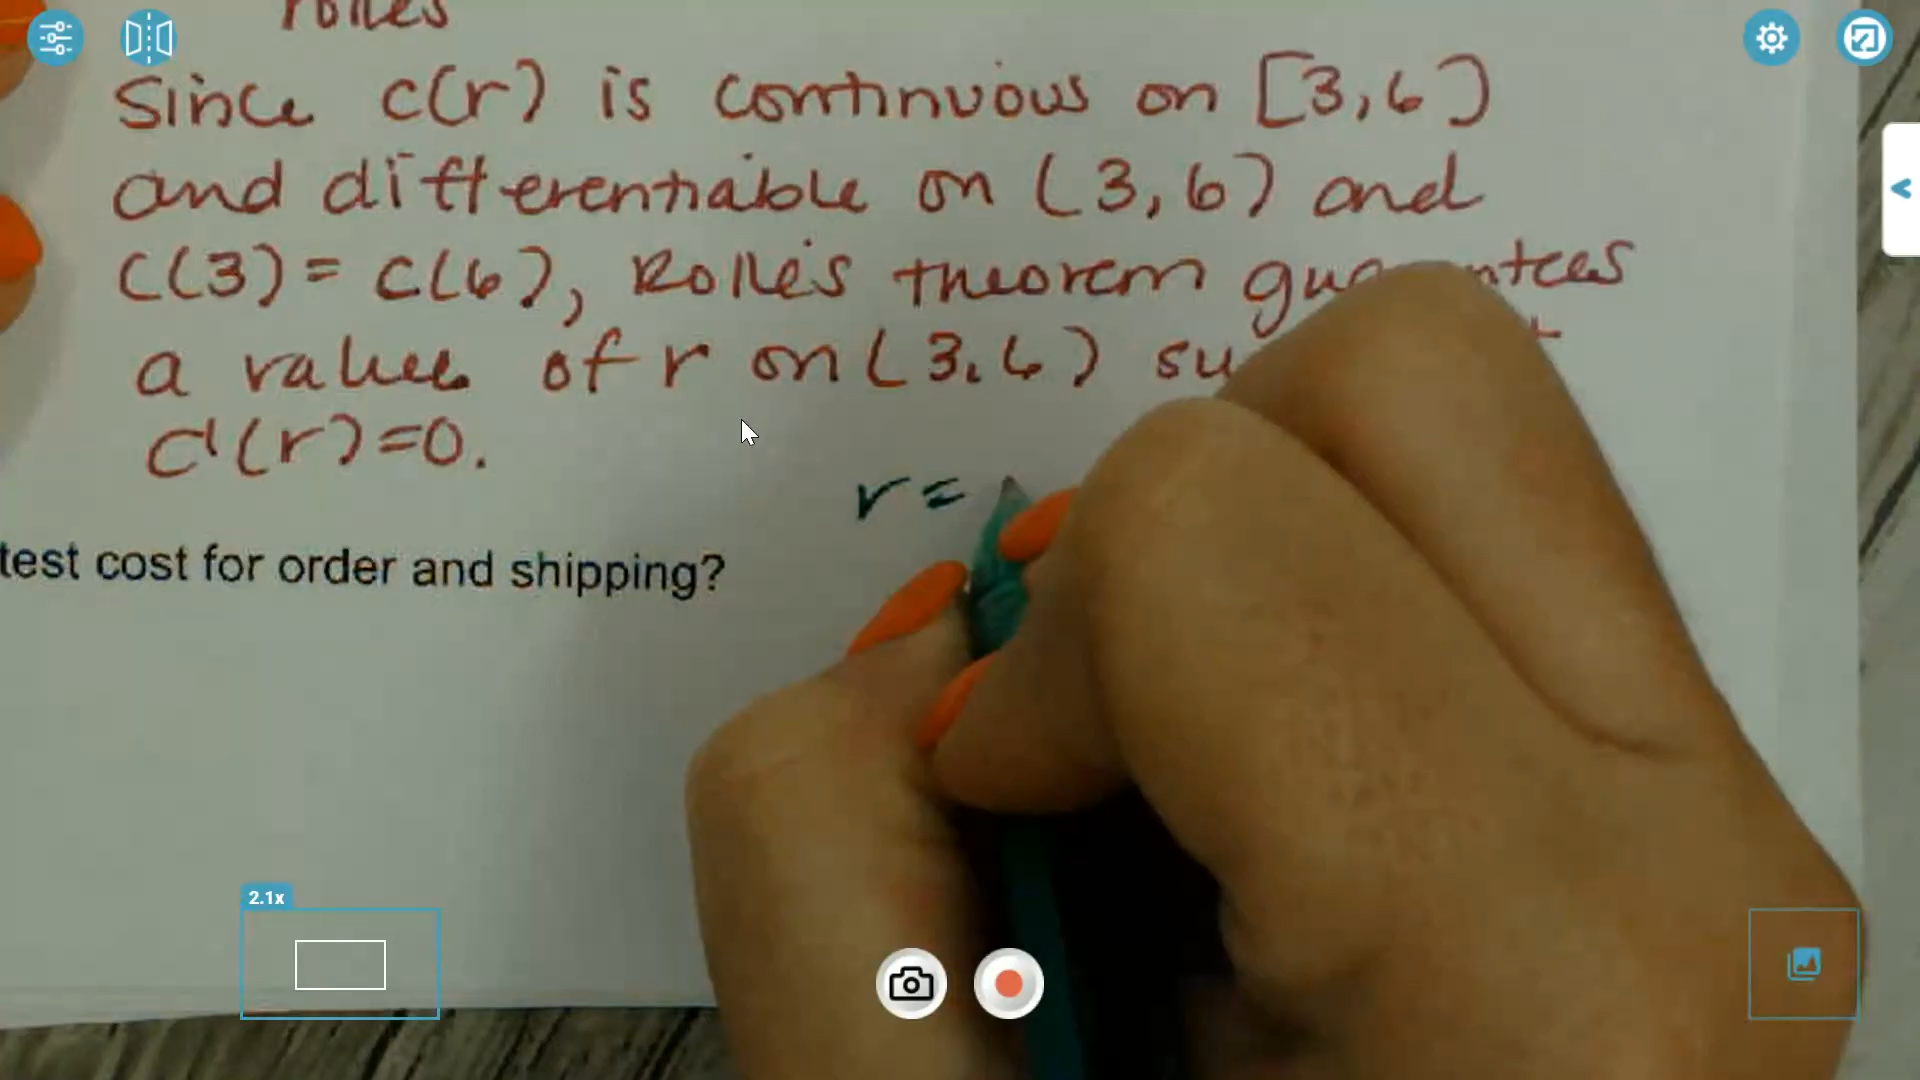 rolles
Since c(r) is continuous on [3,6]
and differentiable on (3,6) and
c(3) = c(6), Rolle's theorem
a value of r on (3,6)
c'(r)=0.
r =
test cost for order and shipping?
2.1x